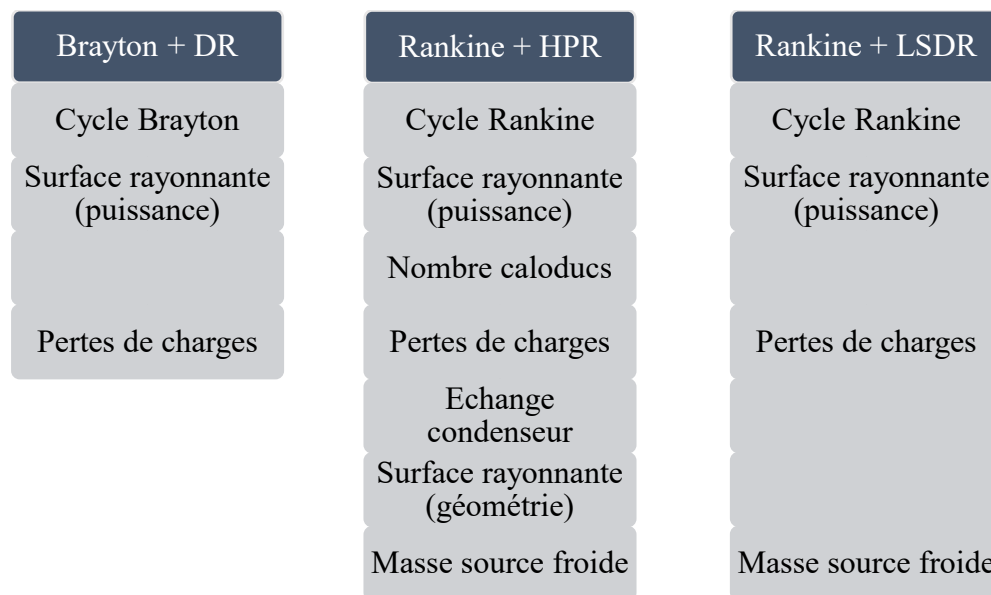 Brayton + DR
Cycle Brayton
Surface rayonnante
(puissance)
Pertes de charges
Rankine + HPR
Cycle Rankine
Surface rayonnante
(puissance)
Nombre caloducs
Pertes de charges
Echange
condenseur
Surface rayonnante
(géométrie)
Masse source froide
Rankine + LSDR
Cycle Rankine
Surface rayonnante
(puissance)
Pertes de charges
Masse source froide